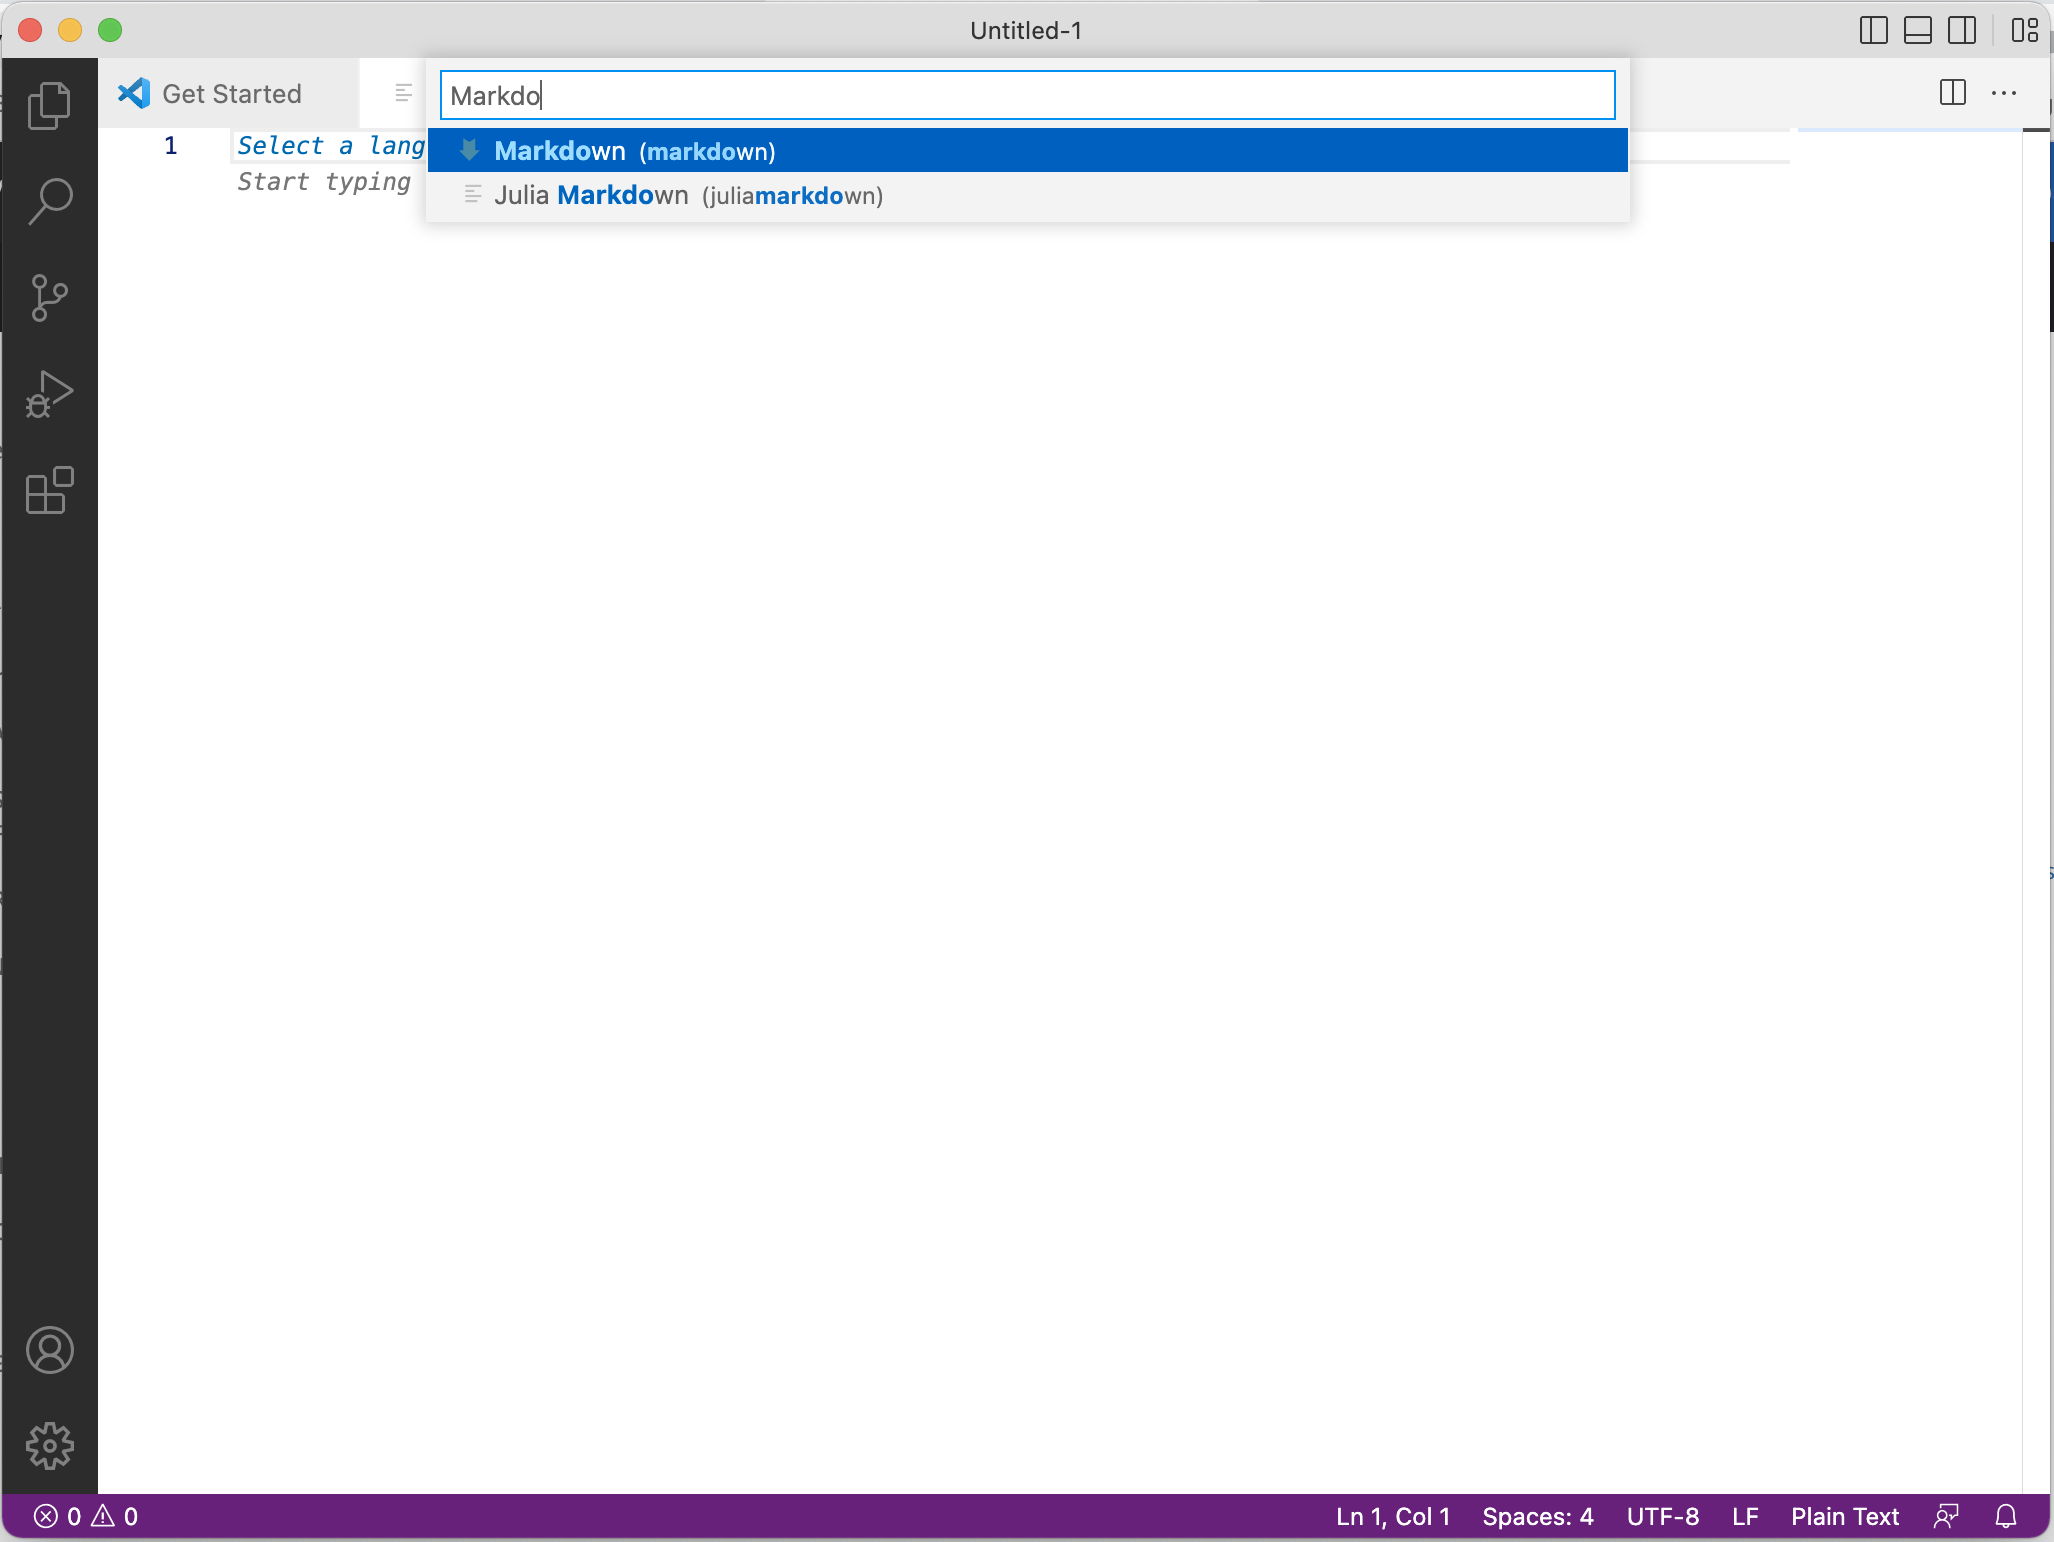 Untitled-1
Get Started
Markdo
Markdown (markdown)
Julia Markdown (juliamarkdown)
1 Select a lang
Start typing
0 0
Ln 1, Col 1 Spaces: 4 UTF-8 LF Plain Text